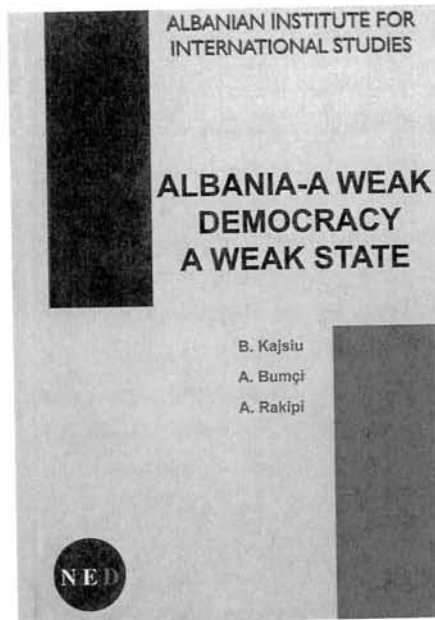 ALBANIAN INSTITUTE FOR
INTERNATIONAL STUDIES
ALBANIA-A WEAK
DEMOCRACY
A WEAK STATE
B. Kajsiu
A. Bumçi
A. Rakipi
NED